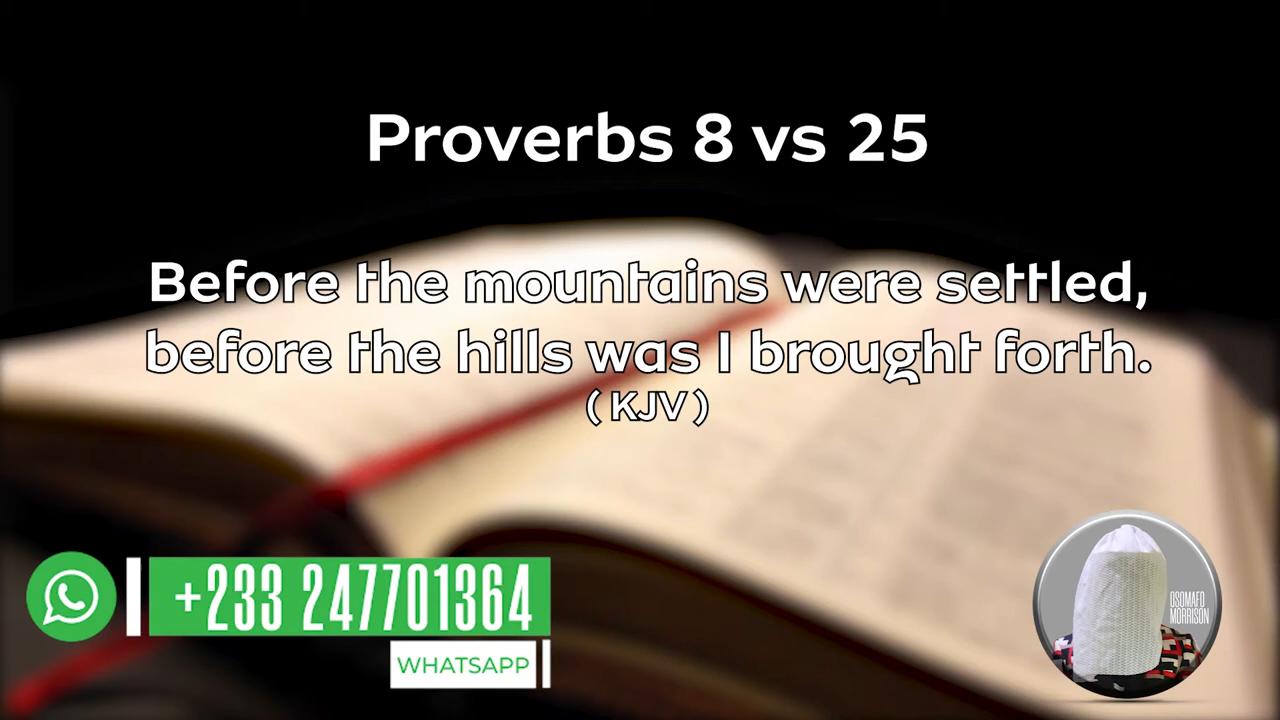 Proverbs 8 vs 25
Before the mountains were settled,
before the hills was I brought forth.
( KJV )
+233 247701364
WHATSAPP
OSOMAFO
MORRISON